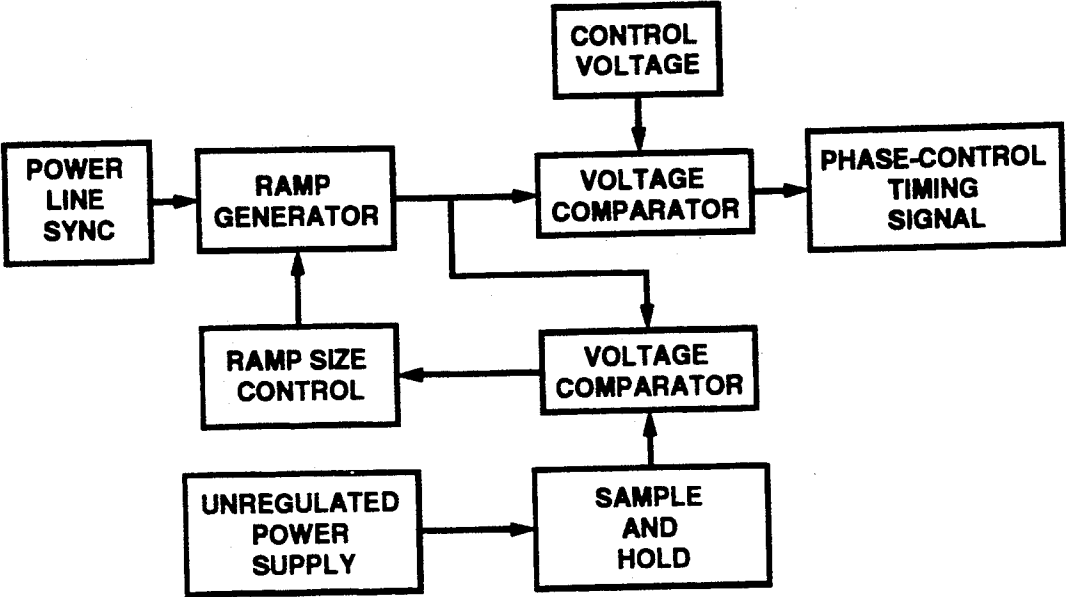 CONTROL
VOLTAGE
POWER
LINE
SYNC
RAMP
GENERATOR
VOLTAGE
COMPARATOR
PHASE-CONTROL
TIMING
SIGNAL
RAMP SIZE
CONTROL
VOLTAGE
COMPARATOR
UNREGULATED
POWER
SUPPLY
SAMPLE
AND
HOLD